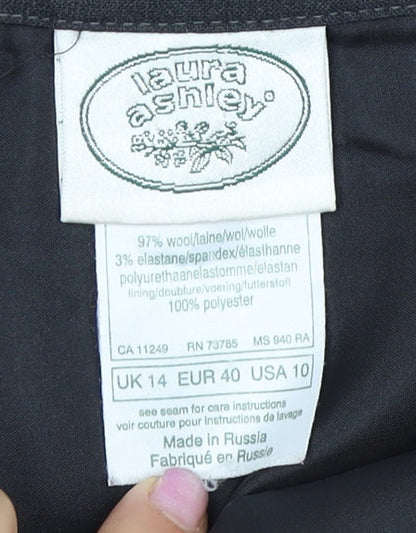 laura
ashley®
97% wool/laine/wol/wolle
3% elastane/spandex/élasthanne
polyurethaanelastomme/elastan
lining/doubture/voering/futterstoff
100% polyester
CA 11249 RN 73785 MS 940 RA
UK 14 EUR 40 USA 10
see seam for care instructions
voir couture pour instructions de lavage
Made in Russia
Fabriqué en Russie